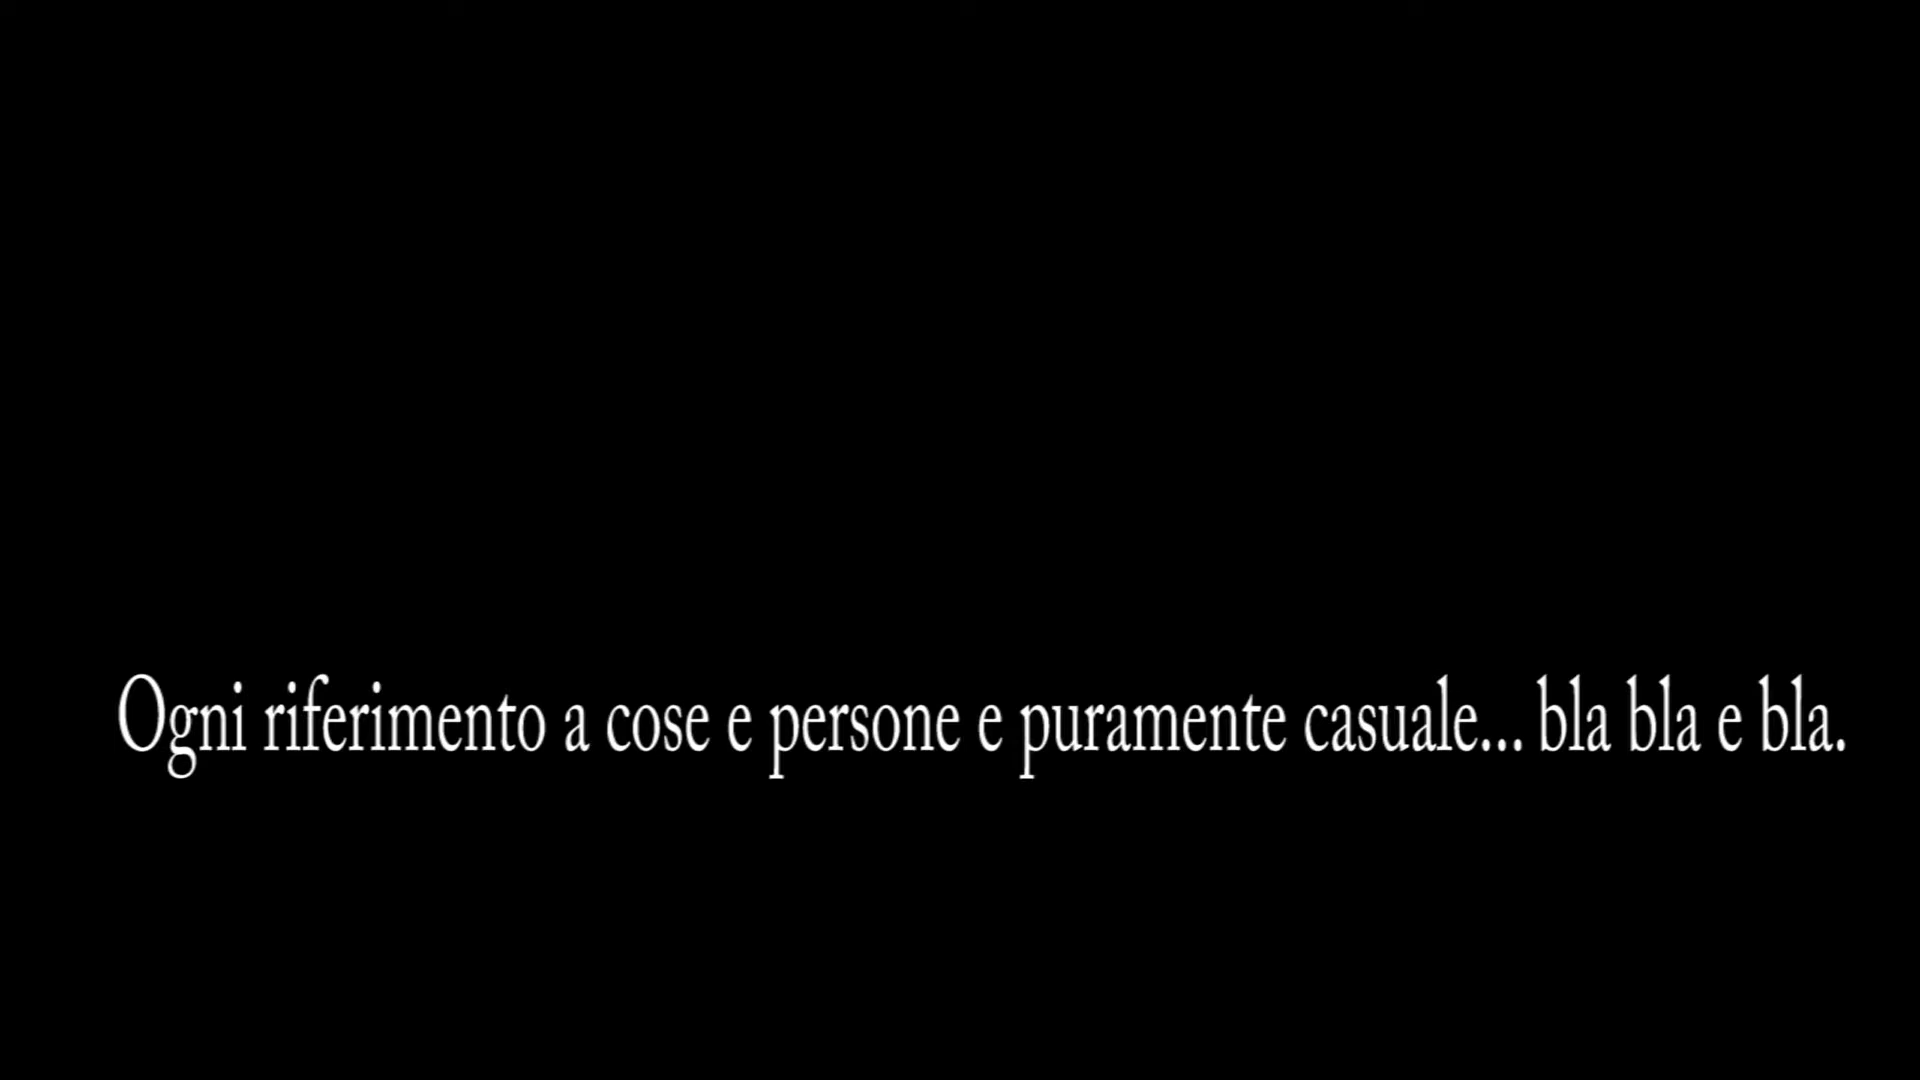 Ogni riferimento a cose e persone e puramente casuale... bla bla e bla.